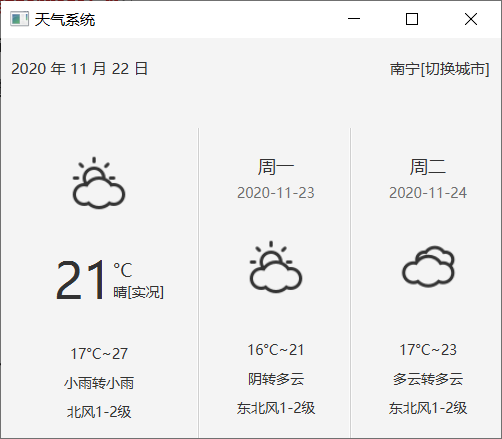 天气系统
2020 年 11 月 22 日
南宁[切换城市]
21
°C
晴[实况]
17°C~27
小雨转小雨
北风1-2级
周一
2020-11-23
16°C~21
阴转多云
东北风1-2级
周二
2020-11-24
17°C~23
多云转多云
东北风1-2级